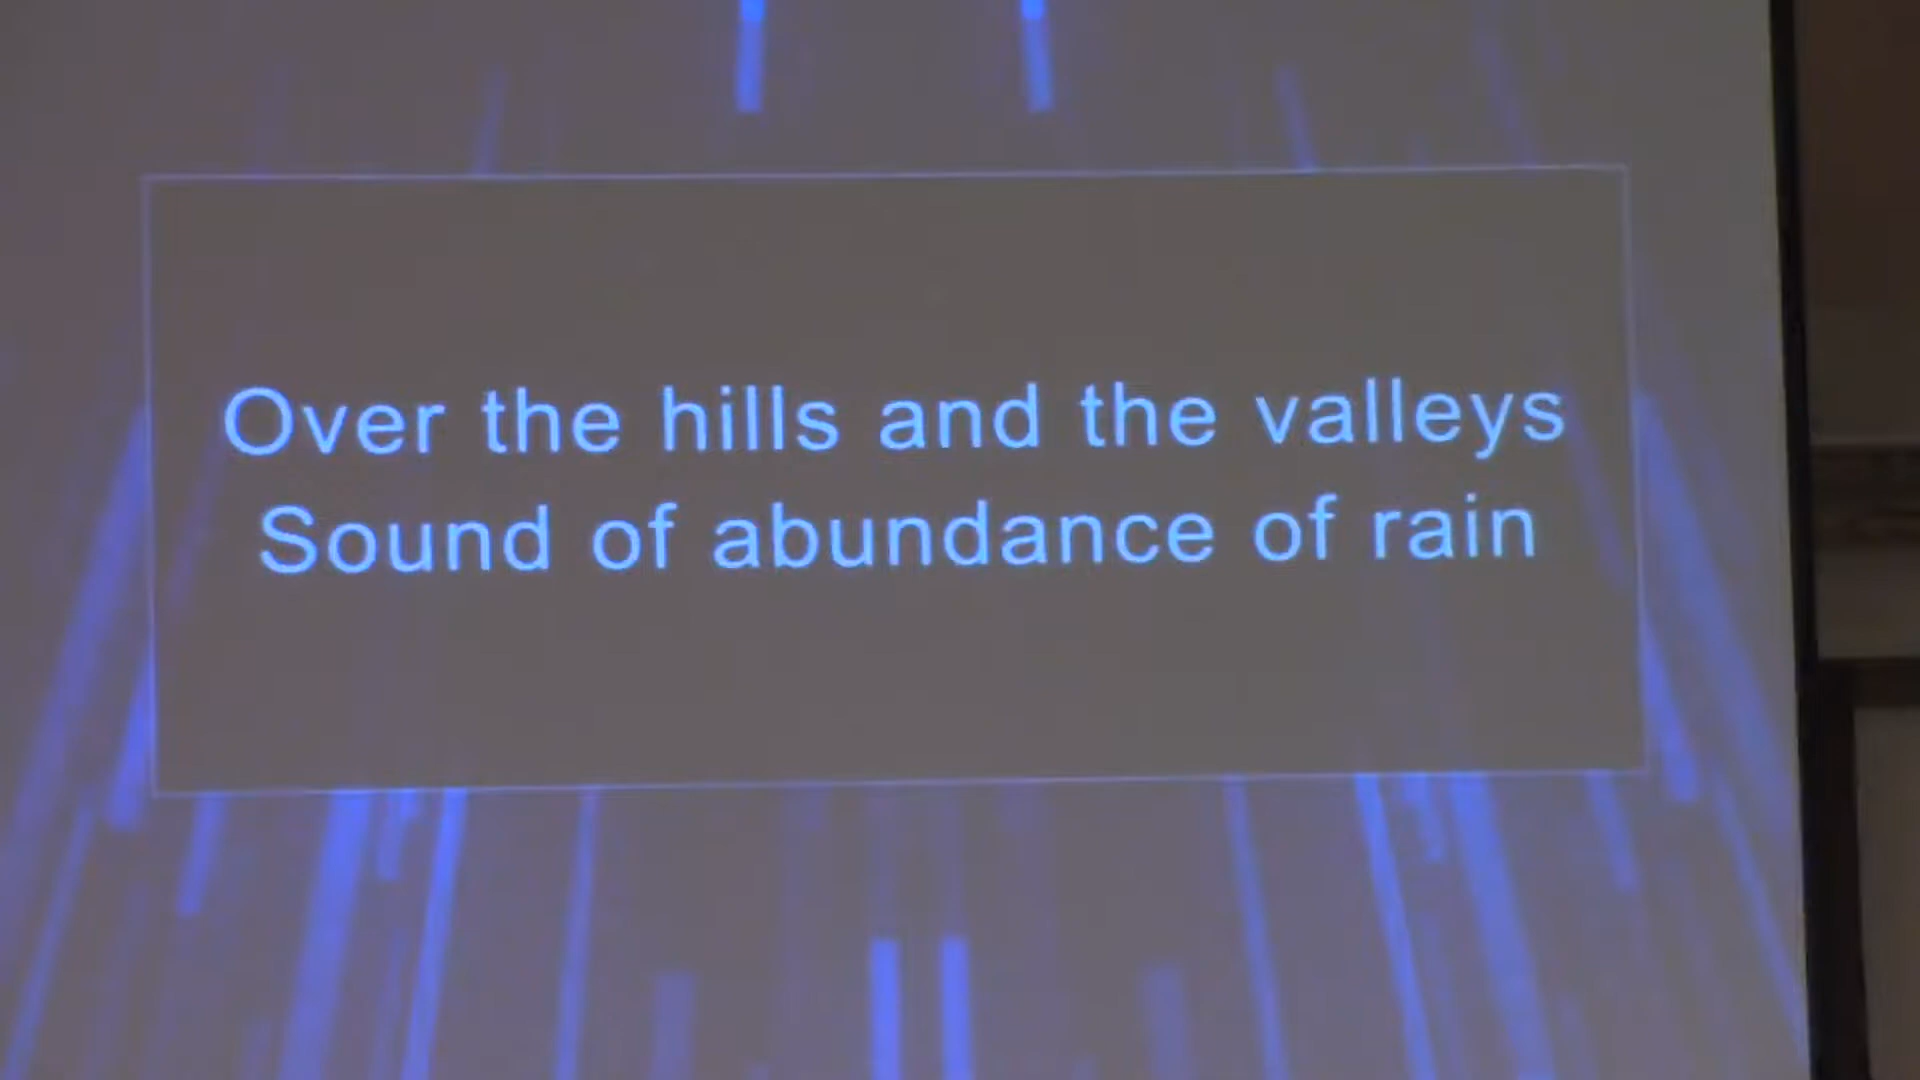 Over the hills and the valleys
Sound of abundance of rain